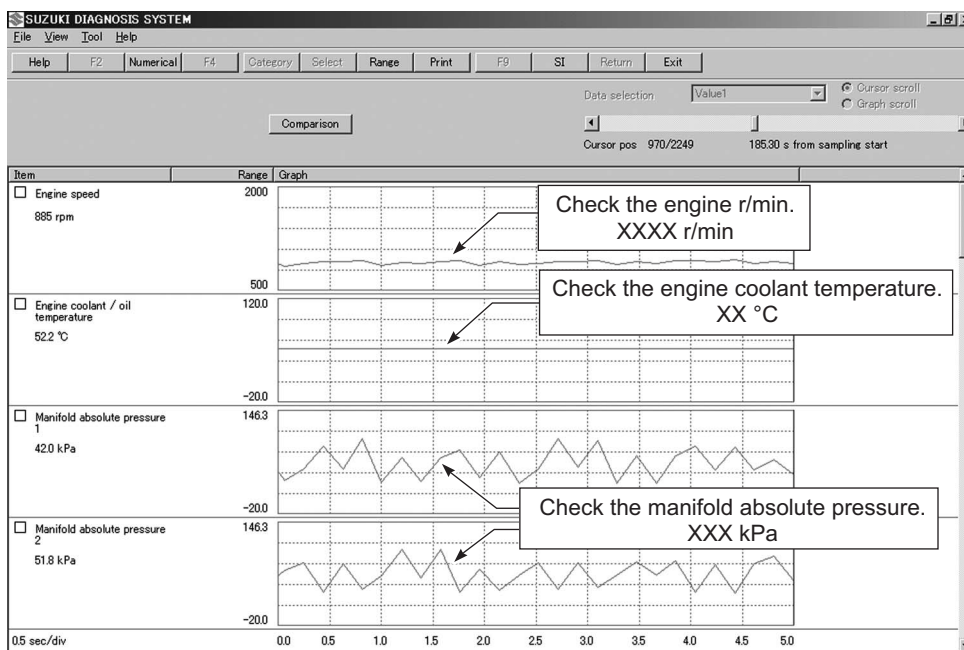 SUZUKI DIAGNOSIS SYSTEM
File View Tool Help
Help F2 Numerical F4 Category Select Range Print F9 SI Return Exit
Data selection Value1 Cursor scroll
Graph scroll
Comparison
Cursor pos 970/2249 185.30 s from sampling start
Item Range Graph
Engine speed 2000
885 rpm
500
Check the engine r/min.
XXXX r/min
Engine coolant / oil temperature 120.0
52.2 °C
-20.0
Check the engine coolant temperature.
XX °C
Manifold absolute pressure 146.3
1
42.0 kPa
-20.0
Check the manifold absolute pressure.
XXX kPa
Manifold absolute pressure 146.3
2
51.8 kPa
-20.0
0.5 sec/div 0.0 0.5 1.0 1.5 2.0 2.5 3.0 3.5 4.0 4.5 5.0